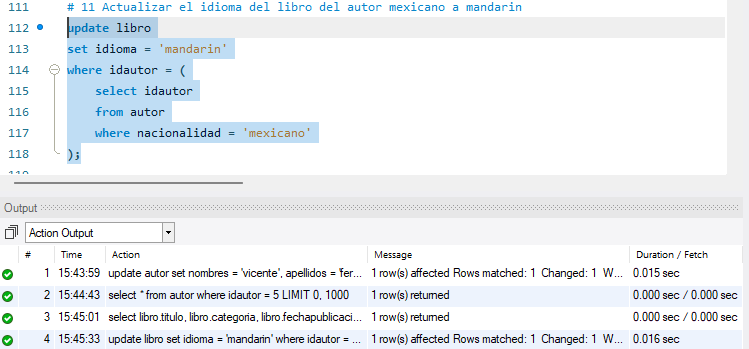 111 # 11 Actualizar el idioma del libro del autor mexicano a mandarin
112 update libro
113 set idioma = 'mandarin'
114 where idautor = (
115 select idautor
116 from autor
117 where nacionalidad = 'mexicano'
118 );
Output
Action Output
# Time Action Message Duration / Fetch
1 15:43:59 update autor set nombres = 'vicente', apellidos = 'fer... 1 row(s) affected Rows matched: 1 Changed: 1 W... 0.015 sec
2 15:44:43 select * from autor where idautor = 5 LIMIT 0, 1000 1 row(s) returned 0.000 sec / 0.000 sec
3 15:45:01 select libro.titulo, libro.categoria, libro.fechapublicaci... 1 row(s) returned 0.000 sec / 0.000 sec
4 15:45:33 update libro set idioma = 'mandarin' where idautor = ... 1 row(s) affected Rows matched: 1 Changed: 1 W... 0.016 sec